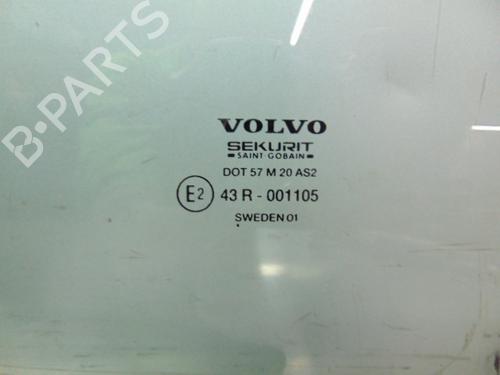 B-PARTS
VOLVO
SEKURIT
SAINT GOBAIN
DOT 57 M 20 AS2
E2 43 R - 001105
SWEDEN 01